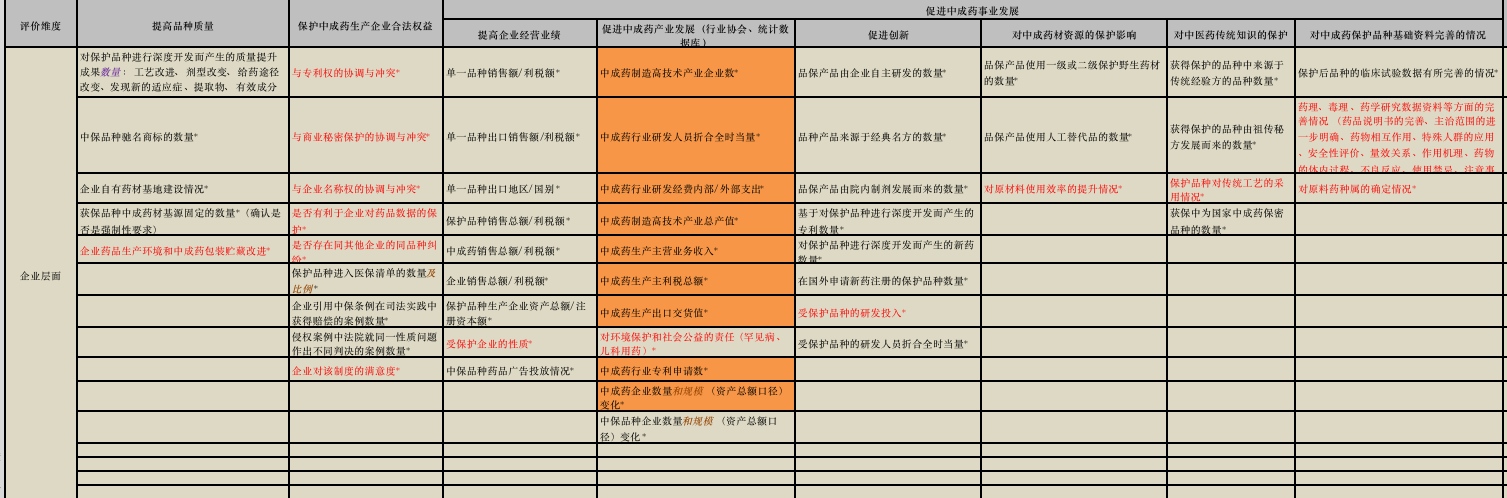 评价维度
提高品种质量
保护中成药生产企业合法权益
促进中成药事业发展
提高企业经营业绩
促进中成药产业发展（行业协会、统计数
据库）
促进创新
对中成药材资源的保护影响
对中医药传统知识的保护
对中成药保护品种基础资料完善的情况
企业层面
对保护品种进行深度开发而产生的质量提升
成果数量：工艺改进、剂型改变、给药途径
改变、发现新的适应症、提取物、有效成分
与专利权的协调与冲突*
单一品种销售额/利税额*
中成药制造高技术产业企业数*
品保产品由企业自主研发的数量*
品保产品使用一级或二级保护野生药材
的数量*
获得保护的品种中来源于
传统经验方的品种数量*
保护后品种的临床试验数据有所完善的情况*
中保品种驰名商标的数量*
与商业秘密保护的协调与冲突*
单一品种出口销售额/利税额*
中成药行业研发人员折合全时当量*
品种产品来源于经典名方的数量*
品保产品使用人工替代品的数量*
获得保护的品种由祖传秘
方发展而来的数量*
药理、毒理、药学研究数据资料等方面的完
善情况（药品说明书的完善、主治范围的进
一步明确、药物相互作用、特殊人群的应用
、安全性评价、量效关系、作用机理、药物
的体内过程、不良反应、使用禁忌、注意事
企业自有药材基地建设情况*
与企业名称权的协调与冲突*
单一品种出口地区/国别*
中成药行业研发经费内部/外部支出*
品保产品由院内制剂发展而来的数量*
对原材料使用效率的提升情况*
保护品种对传统工艺的采
用情况*
对原料药种属的确定情况*
获保品种中成药材基源固定的数量*（确认是
否是强制性要求）
是否有利于企业对药品数据的保
护*
保护品种销售总额/利税额*
中成药制造高技术产业总产值*
基于对保护品种进行深度开发而产生的
专利数量*
获保中为国家中成药保密
品种的数量*
企业药品生产环境和中成药包装贮藏改进*
是否存在同其他企业的同品种纠
纷*
中成药销售总额/利税额*
中成药生产主营业务收入*
对保护品种进行深度开发而产生的新药
数量*
保护品种进入医保清单的数量及
比例*
企业销售总额/利税额*
中成药生产主利税总额*
在国外申请新药注册的保护品种数量*
企业引用中保条例在司法实践中
获得赔偿的案例数量*
保护品种生产企业资产总额/注
册资本额*
中成药生产出口交货值*
受保护品种的研发投入*
侵权案例中法院就同一性质问题
作出不同判决的案例数量*
受保护企业的性质*
对环境保护和社会公益的责任（罕见病、
儿科用药）*
受保护品种的研发人员折合全时当量*
企业对该制度的满意度*
中保品种药品广告投放情况*
中成药行业专利申请数*
中成药企业数量和规模（资产总额口径）
变化*
中保品种企业数量和规模（资产总额口
径）变化*